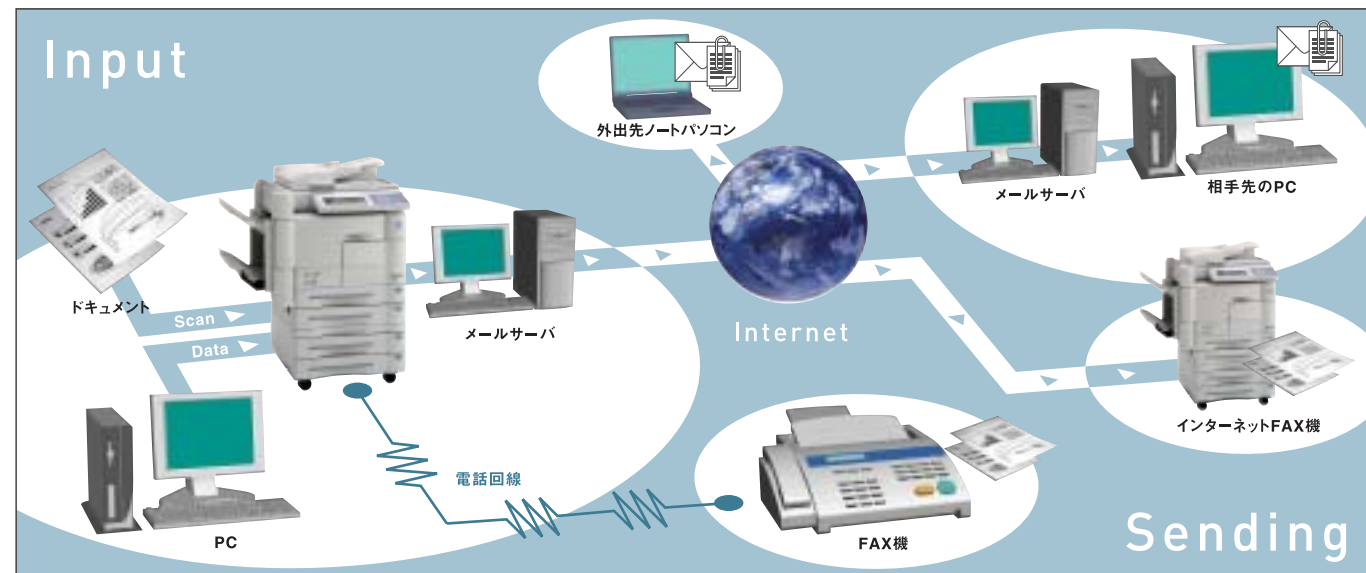 Input
外出先ノートパソコン
メールサーバ
相手先のPC
ドキュメント
Scan
メールサーバ
Internet
Data
インターネットFAX機
電話回線
PC
FAX機
Sending